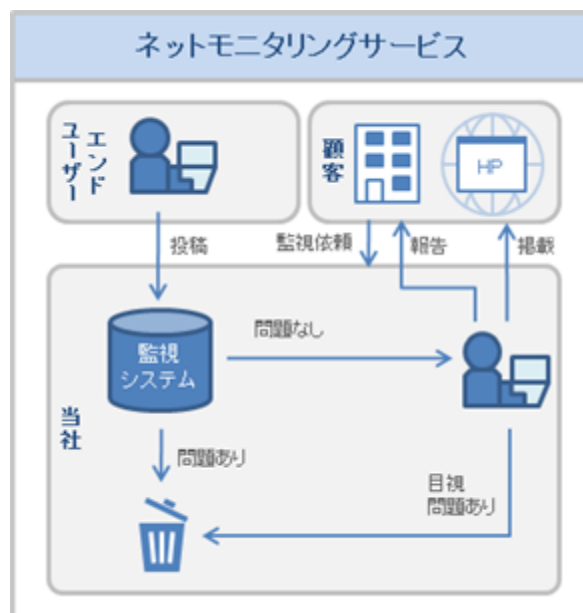 ネットモニタリングサービス
エンド
ユーザー
顧客
HP
投稿
監視依頼
報告
掲載
監視
システム
問題なし
当社
問題あり
目視
問題あり